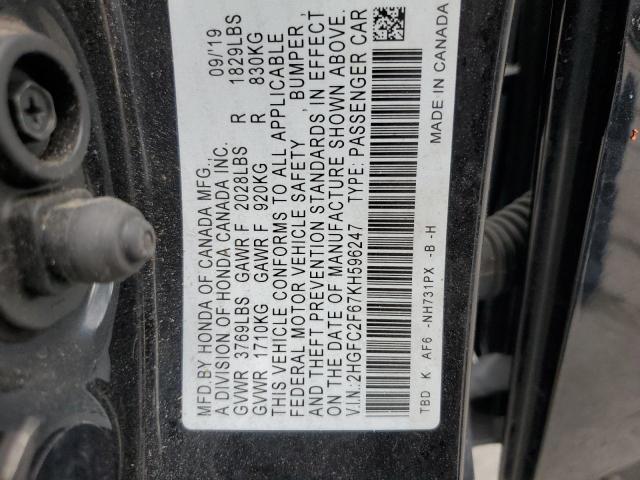 MFD.BY HONDA OF CANADA MFG., 09/19
A DIVISION OF HONDA CANADA INC.
GVWR 3769LBS GAWR F 2028LBS R 1829LBS
GVWR 1710KG GAWR F 920KG R 830KG
THIS VEHICLE CONFORMS TO ALL APPLICABLE
FEDERAL MOTOR VEHICLE SAFETY, BUMPER,
AND THEFT PREVENTION STANDARDS IN EFFECT
ON THE DATE OF MANUFACTURE SHOWN ABOVE.
V.I.N.:2HGFC2F67KH596247 TYPE: PASSENGER CAR
TBD K AF6 -NH731PX -B -H MADE IN CANADA